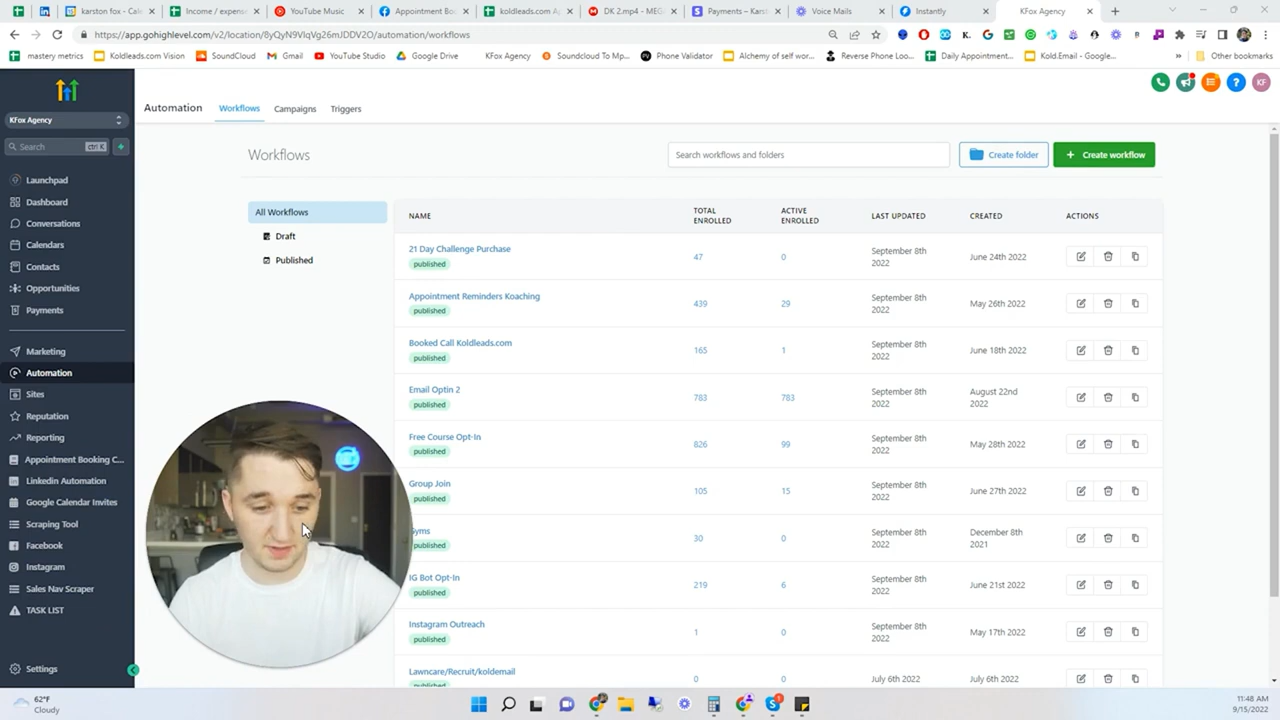 karston fox - Cale
Income / expens
YouTube Music
Appointment Boo
koldleads.com Ag
DK 2.mp4 - MEG
Payments – Karst
Voice Mails
Instantly
KFox Agency
https://app.gohighlevel.com/v2/location/8yQyN9VlqVg26mJDDV2O/automation/workflows
mastery metrics
Koldleads.com Vision
SoundCloud
Gmail
YouTube Studio
Google Drive
KFox Agency
Soundcloud To Mp...
Phone Validator
Alchemy of self wor...
Reverse Phone Loo...
Daily Appointment...
Kold.Email - Google...
Other bookmarks
KFox Agency
Search
ctrl K
Launchpad
Dashboard
Conversations
Calendars
Contacts
Opportunities
Payments
Marketing
Automation
Sites
Reputation
Reporting
Appointment Booking C...
Linkedin Automation
Google Calendar Invites
Scraping Tool
Facebook
Instagram
Sales Nav Scraper
TASK LIST
Settings
Automation
Workflows
Campaigns
Triggers
KF
Workflows
Search workflows and folders
Create folder
+ Create workflow
All Workflows
Draft
Published
NAME
TOTAL ENROLLED
ACTIVE ENROLLED
LAST UPDATED
CREATED
ACTIONS
21 Day Challenge Purchase
published
47
0
September 8th 2022
June 24th 2022
Appointment Reminders Koaching
published
439
29
September 8th 2022
May 26th 2022
Booked Call Koldleads.com
published
165
1
September 8th 2022
June 18th 2022
Email Optin 2
published
783
783
September 8th 2022
August 22nd 2022
Free Course Opt-In
published
826
99
September 8th 2022
May 28th 2022
Group Join
published
105
15
September 8th 2022
June 27th 2022
Gyms
published
30
0
September 8th 2022
December 8th 2021
IG Bot Opt-In
published
219
6
September 8th 2022
June 21st 2022
Instagram Outreach
published
1
0
September 8th 2022
May 17th 2022
Lawncare/Recruit/koldemail
published
0
0
July 6th 2022
July 6th 2022
62°F
Cloudy
11:48 AM
9/15/2022